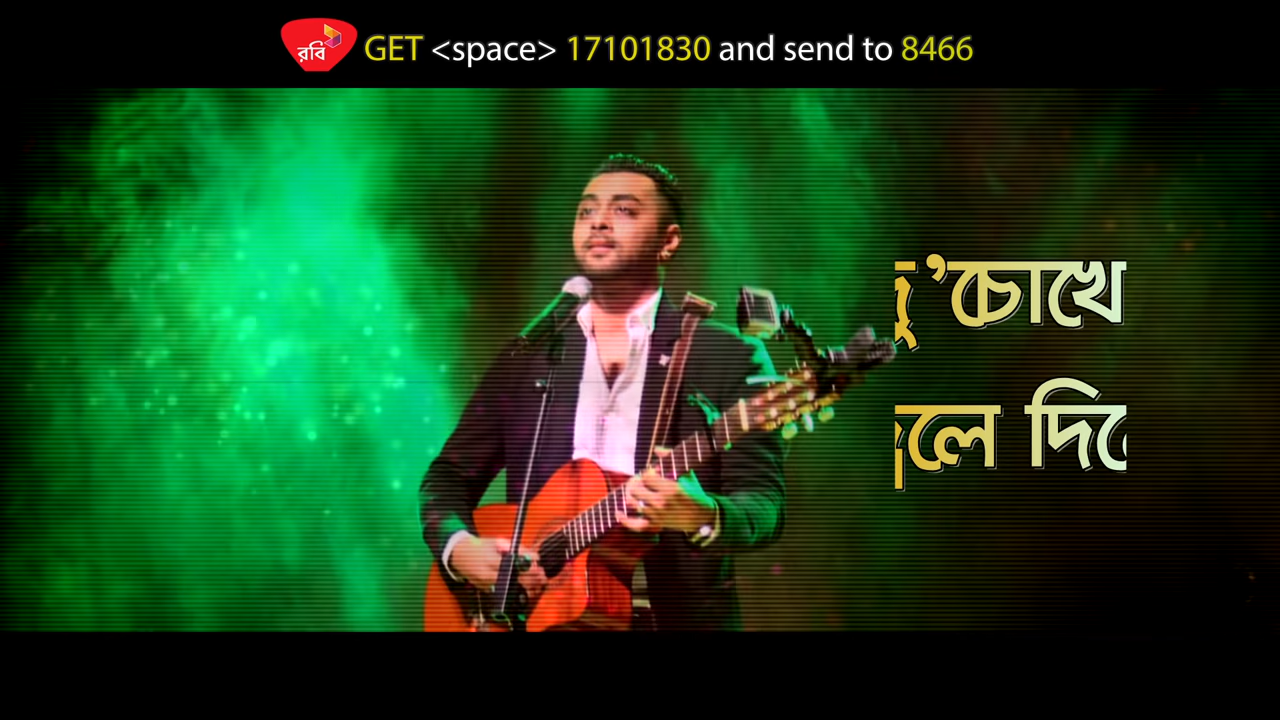 রবি GET <space> 17101830 and send to 8466
দু'চোখে